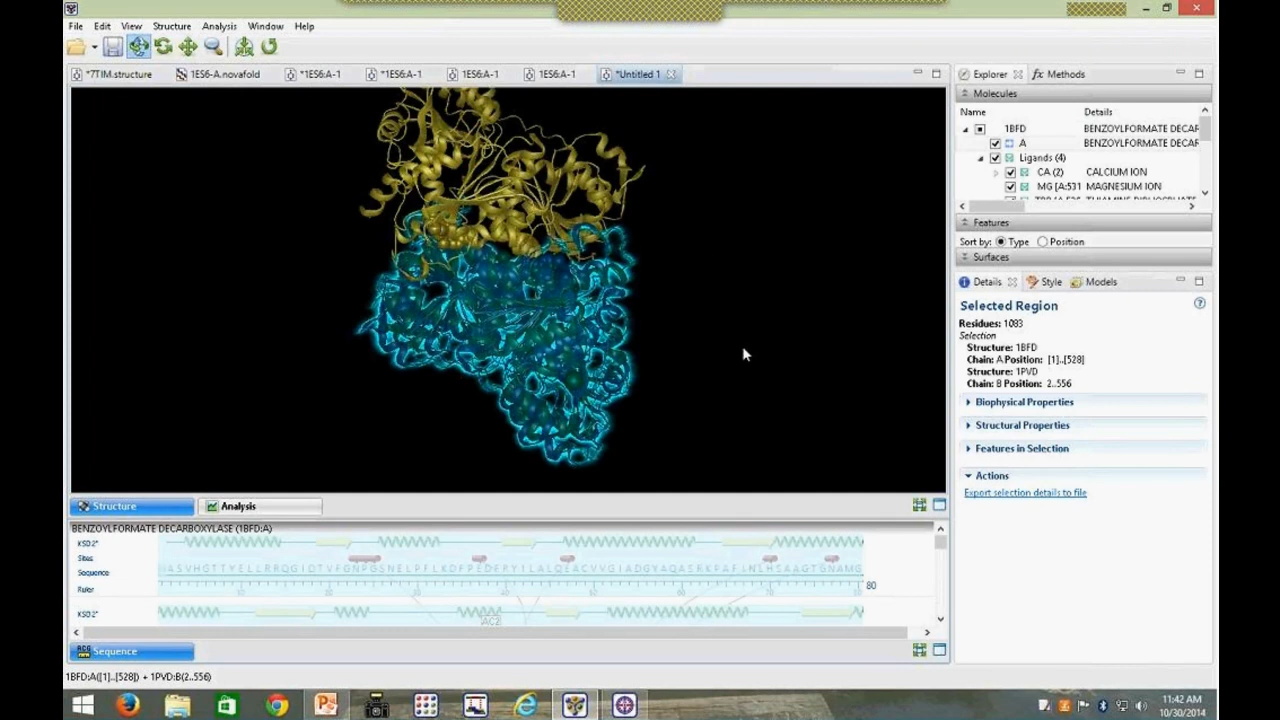 File Edit View Structure Analysis Window Help
*7TIM.structure 1ES6-A.novafold *1ES6:A-1 *1ES6:A-1 1ES6:A-1 1ES6:A-1 *Untitled 1
Explorer Methods
Molecules
Name Details
1BFD BENZOYLFORMATE DECAR
A BENZOYLFORMATE DECAR
Ligands (4)
CA (2) CALCIUM ION
MG [A:531 MAGNESIUM ION
Features
Sort by: Type Position
Surfaces
Details Style Models
Selected Region
Residues: 1083
Selection
Structure: 1BFD
Chain: A Position: [1]..[528]
Structure: 1PVD
Chain: B Position: 2..556
Biophysical Properties
Structural Properties
Features in Selection
Actions
Export selection details to file
Structure Analysis
BENZOYLFORMATE DECARBOXYLASE (1BFD:A)
Sites
Sequence
Ruler 80
AC2
Sequence
1BFD:A([1]..[528]) + 1PVD:B(2..556)
11:42 AM
10/30/2014